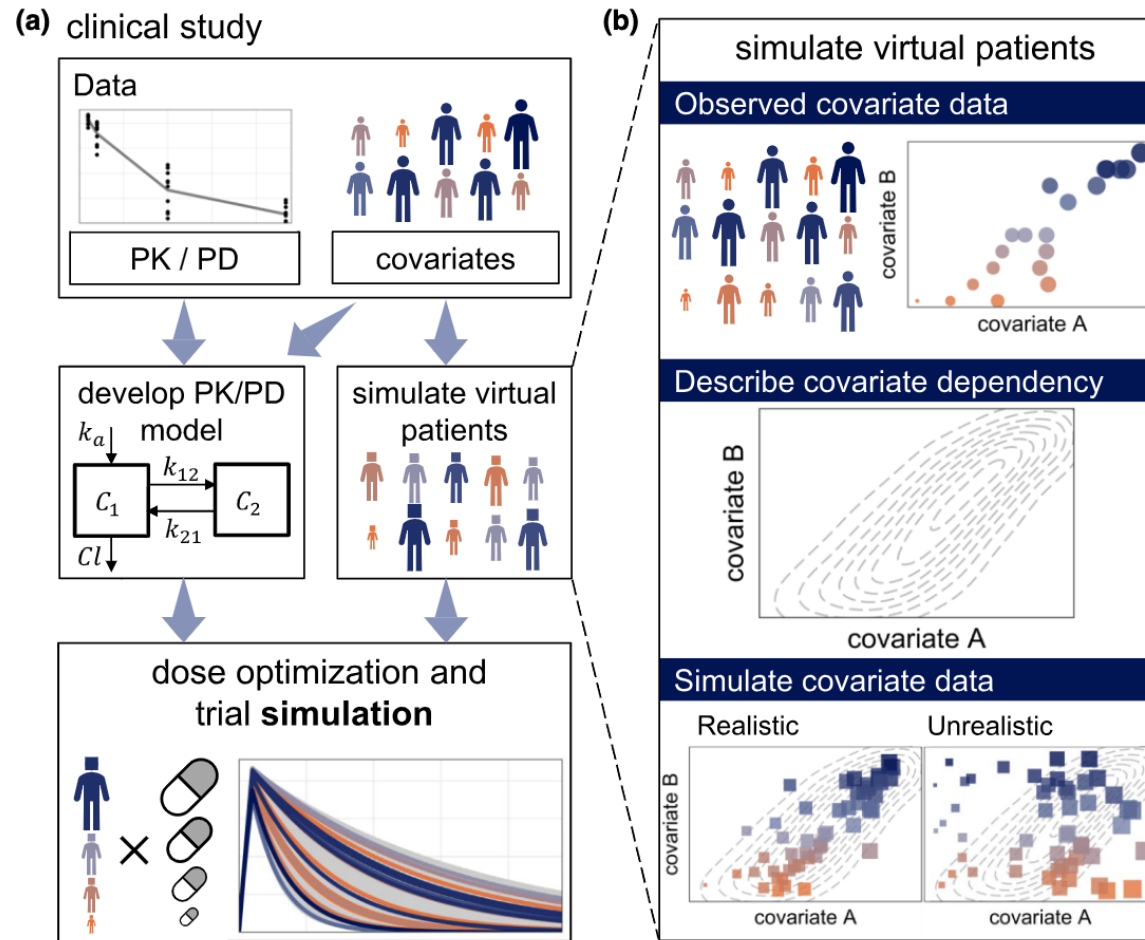 (a) clinical study
Data
PK / PD
covariates
develop PK/PD
model
k_a
k_12
C_1
C_2
k_21
Cl
simulate virtual
patients
dose optimization and
trial simulation
×
(b)
simulate virtual patients
Observed covariate data
covariate B
covariate A
Describe covariate dependency
covariate B
covariate A
Simulate covariate data
Realistic
Unrealistic
covariate B
covariate A
covariate A